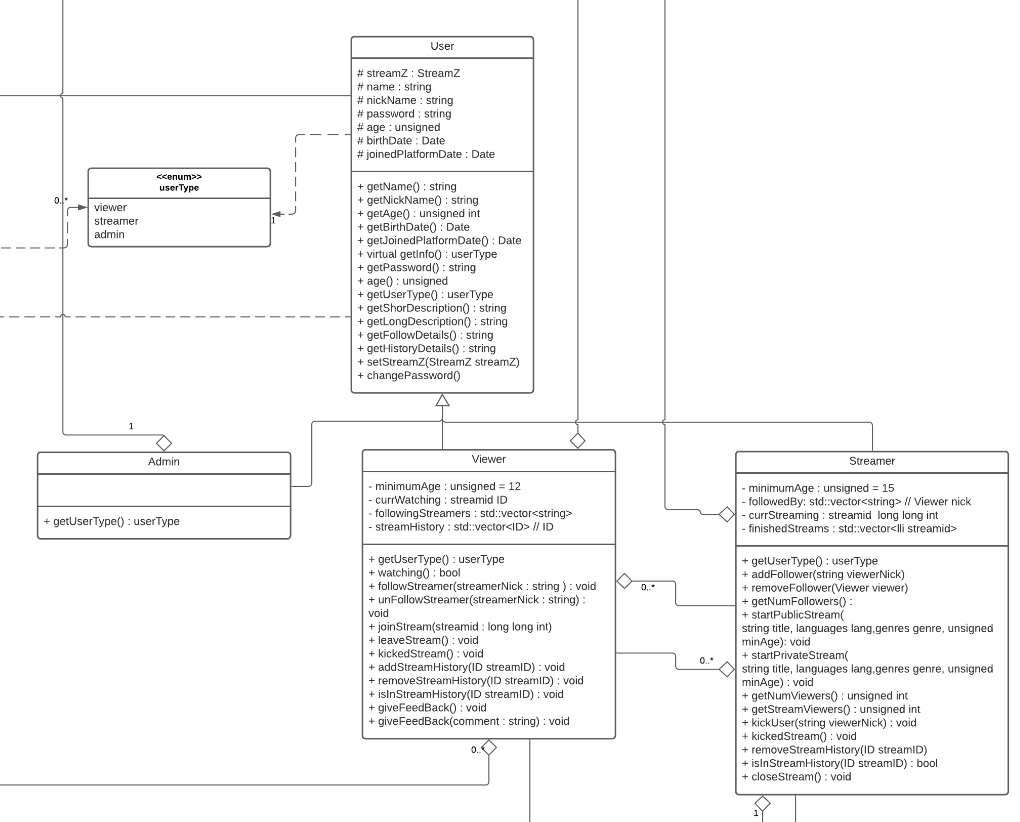 User
# streamZ : StreamZ
# name : string
# nickName : string
# password : string
# age : unsigned
# birthDate : Date
# joinedPlatformDate : Date
+ getName() : string
+ getNickName() : string
+ getAge() : unsigned int
+ getBirthDate() : Date
+ getJoinedPlatformDate() : Date
+ virtual getInfo() : userType
+ getPassword() : string
+ age() : unsigned
+ getUserType() : userType
+ getShorDescription() : string
+ getLongDescription() : string
+ getFollowDetails() : string
+ getHistoryDetails() : string
+ setStreamZ(StreamZ streamZ)
+ changePassword()
<<enum>>
userType
viewer
streamer
admin
0..*
1
1
Admin
+ getUserType() : userType
Viewer
- minimumAge : unsigned = 12
- currWatching : streamid ID
- followingStreamers : std::vector<string>
- streamHistory : std::vector<ID> // ID
+ getUserType() : userType
+ watching() : bool
+ followStreamer(streamerNick : string ) : void
+ unFollowStreamer(streamerNick : string) :
void
+ joinStream(streamid : long long int)
+ leaveStream() : void
+ kickedStream() : void
+ addStreamHistory(ID streamID) : void
+ removeStreamHistory(ID streamID) : void
+ isInStreamHistory(ID streamID) : void
+ giveFeedBack() : void
+ giveFeedBack(comment : string) : void
0..*
0..*
0..*
Streamer
- minimumAge : unsigned = 15
- followedBy: std::vector<string> // Viewer nick
- currStreaming : streamid  long long int
- finishedStreams : std::vector<lli streamid>
+ getUserType() : userType
+ addFollower(string viewerNick)
+ removeFollower(Viewer viewer)
+ getNumFollowers() :
+ startPublicStream(
string title, languages lang,genres genre, unsigned
minAge): void
+ startPrivateStream(
string title, languages lang,genres genre, unsigned
minAge) : void
+ getNumViewers() : unsigned int
+ getStreamViewers() : unsigned int
+ kickUser(string viewerNick) : void
+ kickedStream() : void
+ removeStreamHistory(ID streamID)
+ isInStreamHistory(ID streamID) : bool
+ closeStream() : void
1